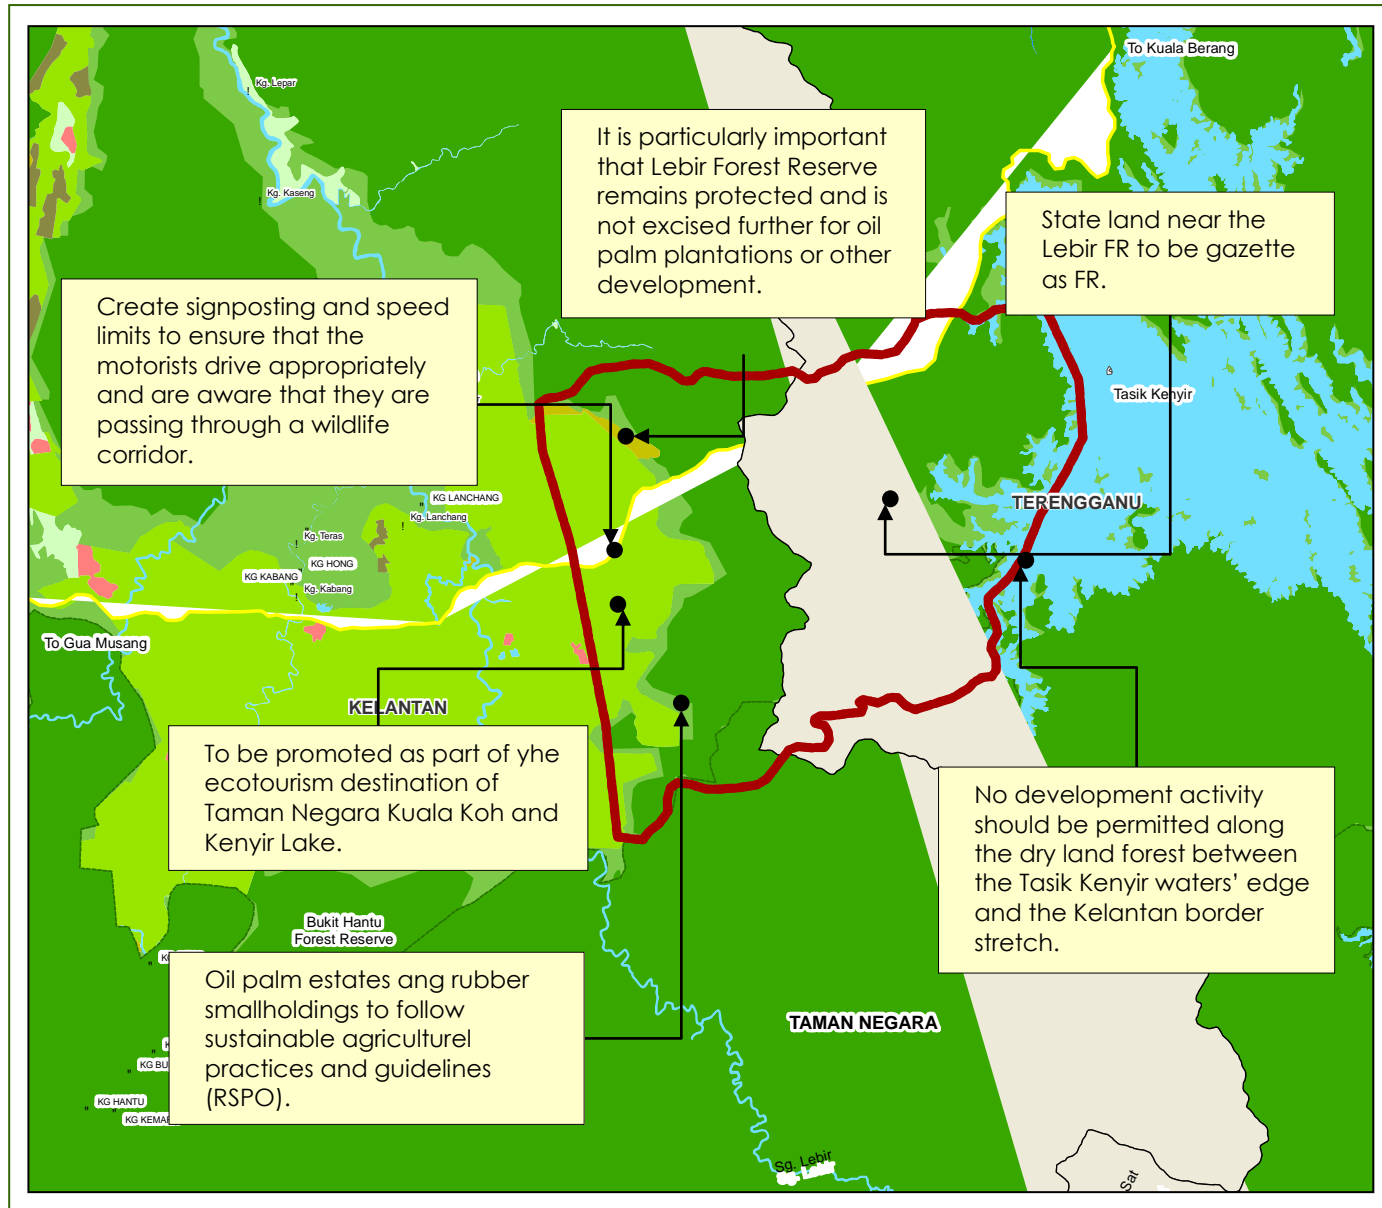 To Kuala Berang
Kg. Lepar
Kg. Kaseng
It is particularly important
that Lebir Forest Reserve
remains protected and is
not excised further for oil
palm plantations or other
development.
State land near the
Lebir FR to be gazette
as FR.
Create signposting and speed
limits to ensure that the
motorists drive appropriately
and are aware that they are
passing through a wildlife
corridor.
Tasik Kenyir
TERENGGANU
KG LANCHANG
Kg. Lanchang
Kg. Teras
KG HONG
KG KABANG
Kg. Kabang
To Gua Musang
KELANTAN
To be promoted as part of yhe
ecotourism destination of
Taman Negara Kuala Koh and
Kenyir Lake.
No development activity
should be permitted along
the dry land forest between
the Tasik Kenyir waters’ edge
and the Kelantan border
stretch.
Bukit Hantu
Forest Reserve
Oil palm estates ang rubber
smallholdings to follow
sustainable agriculturel
practices and guidelines
(RSPO).
TAMAN NEGARA
KG BU
KG HANTU
KG KEMA
Sg. Lebir
Sat